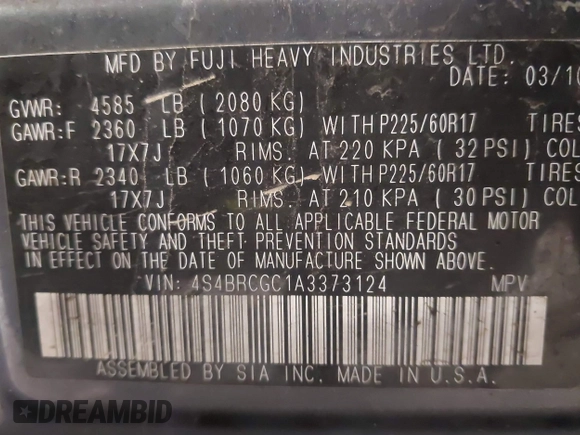 MFD BY FUJI HEAVY INDUSTRIES LTD.
DATE: 03/10
GVWR: 4585 LB (2080 KG)
GAWR:F 2360 LB (1070 KG) WITH P225/60R17 TIRES
17X7J RIMS. AT 220 KPA (32 PSI) COL
GAWR:R 2340 LB (1060 KG) WITH P225/60R17 TIRES
17X7J RIMS. AT 210 KPA (30 PSI) COL
THIS VEHICLE CONFORMS TO ALL APPLICABLE FEDERAL MOTOR
VEHICLE SAFETY AND THEFT PREVENTION STANDARDS
IN EFFECT ON THE DATE OF MANUFACTURE SHOWN ABOVE.
VIN: 4S4BRCGC1A3373124 MPV
ASSEMBLED BY SIA INC. MADE IN U.S.A.
DREAMBID